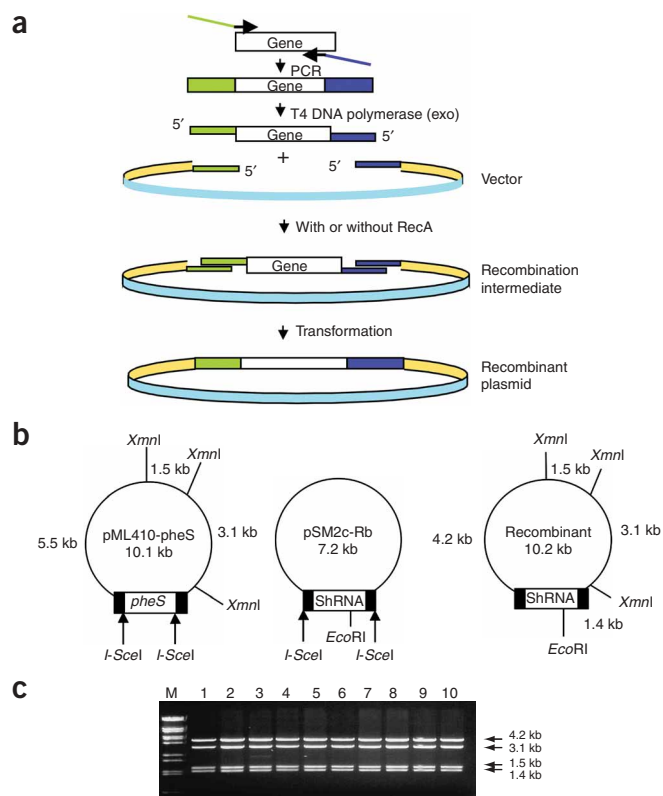 a
Gene
PCR
Gene
T4 DNA polymerase (exo)
5′
Gene
5′
+
5′
5′
Vector
With or without RecA
Gene
Recombination
intermediate
Transformation
Recombinant
plasmid
b
XmnI
XmnI
1.5 kb
5.5 kb
pML410-pheS
10.1 kb
3.1 kb
pheS
XmnI
I-SceI
I-SceI
pSM2c-Rb
7.2 kb
ShRNA
EcoRI
I-SceI
I-SceI
XmnI
XmnI
1.5 kb
4.2 kb
Recombinant
10.2 kb
3.1 kb
ShRNA
XmnI
1.4 kb
EcoRI
c
M 1 2 3 4 5 6 7 8 9 10
4.2 kb
3.1 kb
1.5 kb
1.4 kb